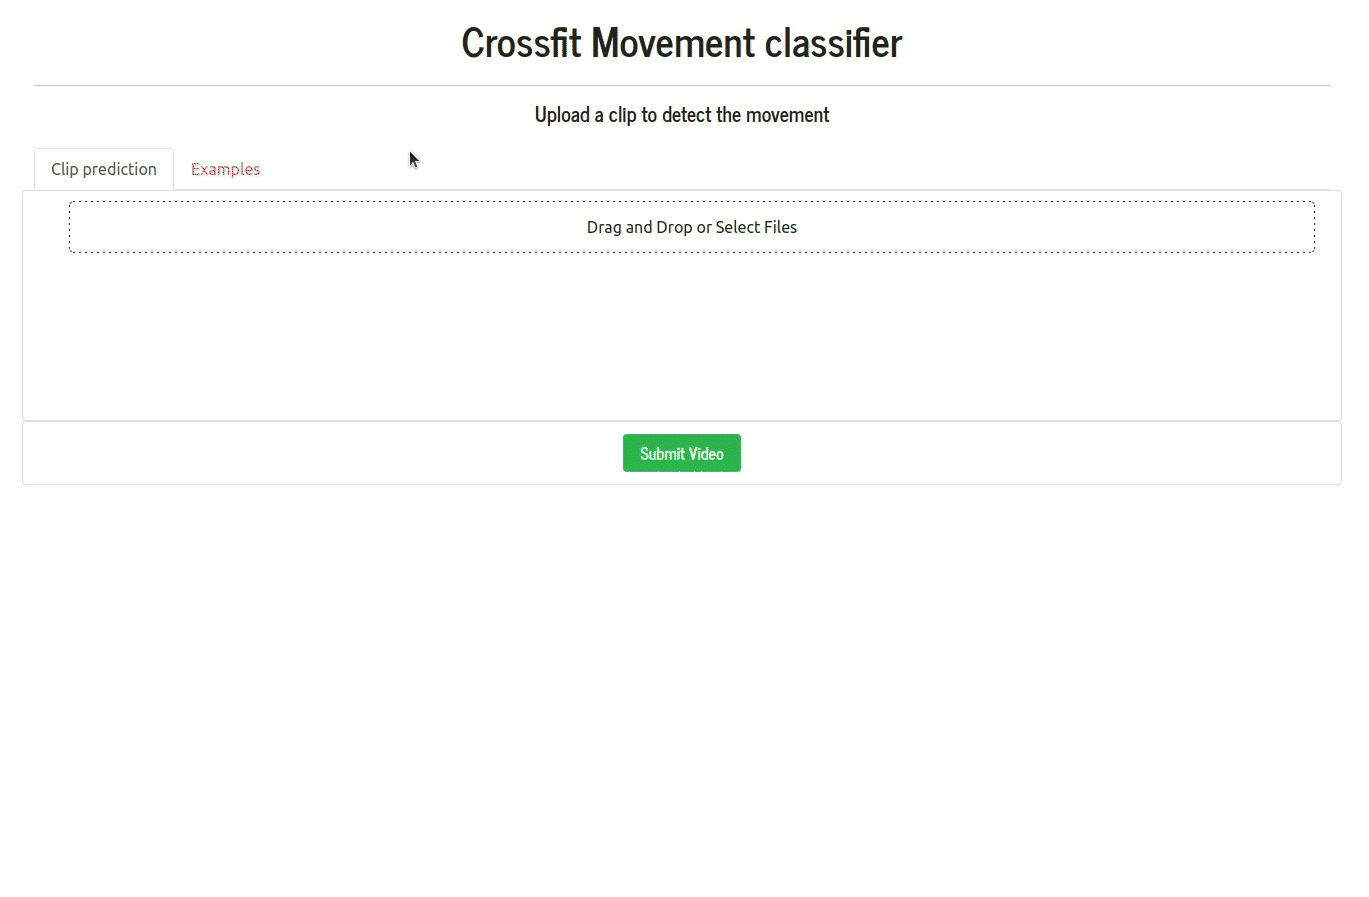 Crossfit Movement classifier
Upload a clip to detect the movement
Clip prediction Examples
Drag and Drop or Select Files
Submit Video